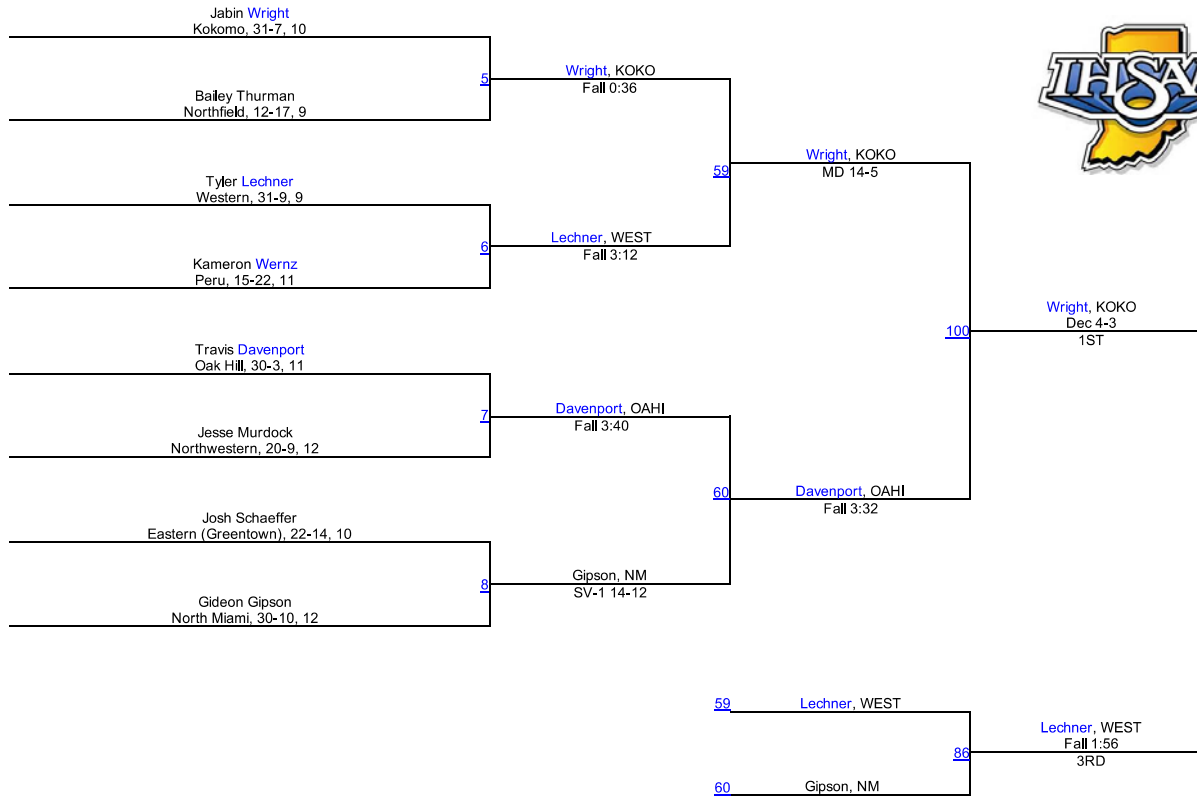 Jabin Wright
Kokomo, 31-7, 10
5
Bailey Thurman
Northfield, 12-17, 9
Wright, KOKO
Fall 0:36
59
Tyler Lechner
Western, 31-9, 9
6
Kameron Wernz
Peru, 15-22, 11
Lechner, WEST
Fall 3:12
Wright, KOKO
MD 14-5
100
Travis Davenport
Oak Hill, 30-3, 11
7
Jesse Murdock
Northwestern, 20-9, 12
Davenport, OAHI
Fall 3:40
60
Josh Schaeffer
Eastern (Greentown), 22-14, 10
8
Gideon Gipson
North Miami, 30-10, 12
Gipson, NM
SV-1 14-12
Davenport, OAHI
Fall 3:32
Wright, KOKO
Dec 4-3
1ST
IHSAA
59
Lechner, WEST
86
60
Gipson, NM
Lechner, WEST
Fall 1:56
3RD